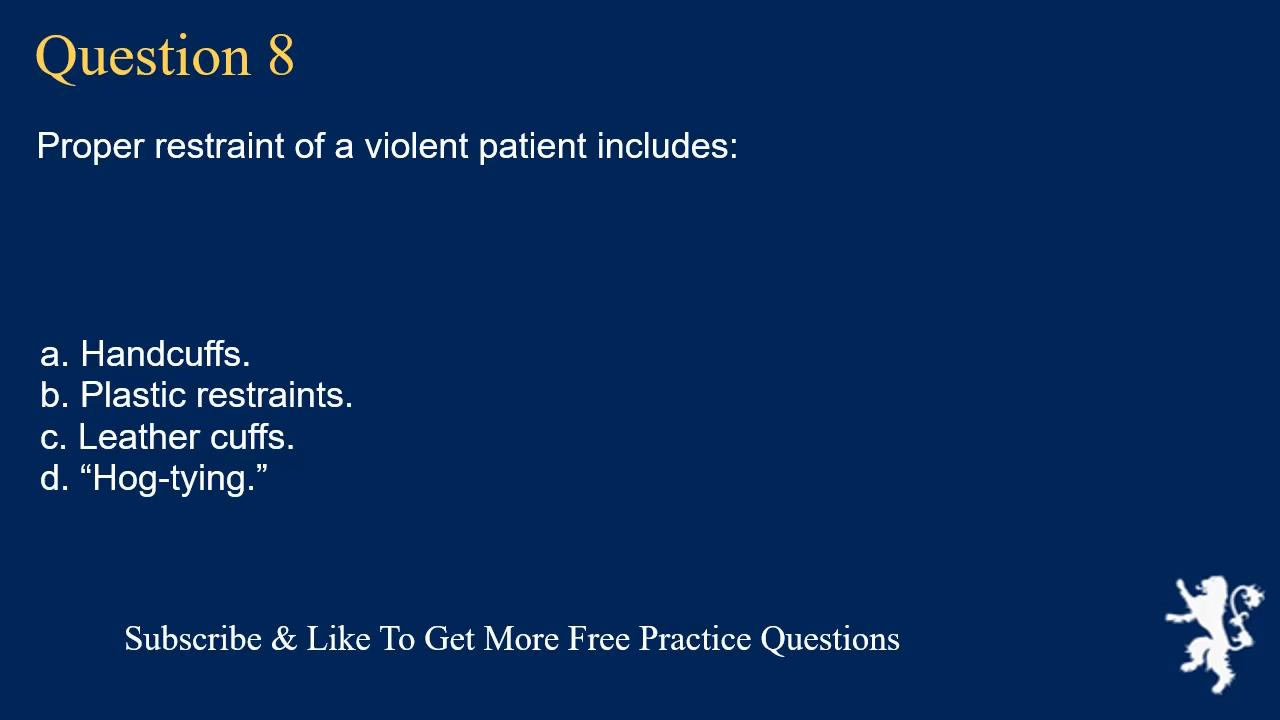 Question 8
Proper restraint of a violent patient includes:
a. Handcuffs.
b. Plastic restraints.
c. Leather cuffs.
d. “Hog-tying.”
Subscribe & Like To Get More Free Practice Questions